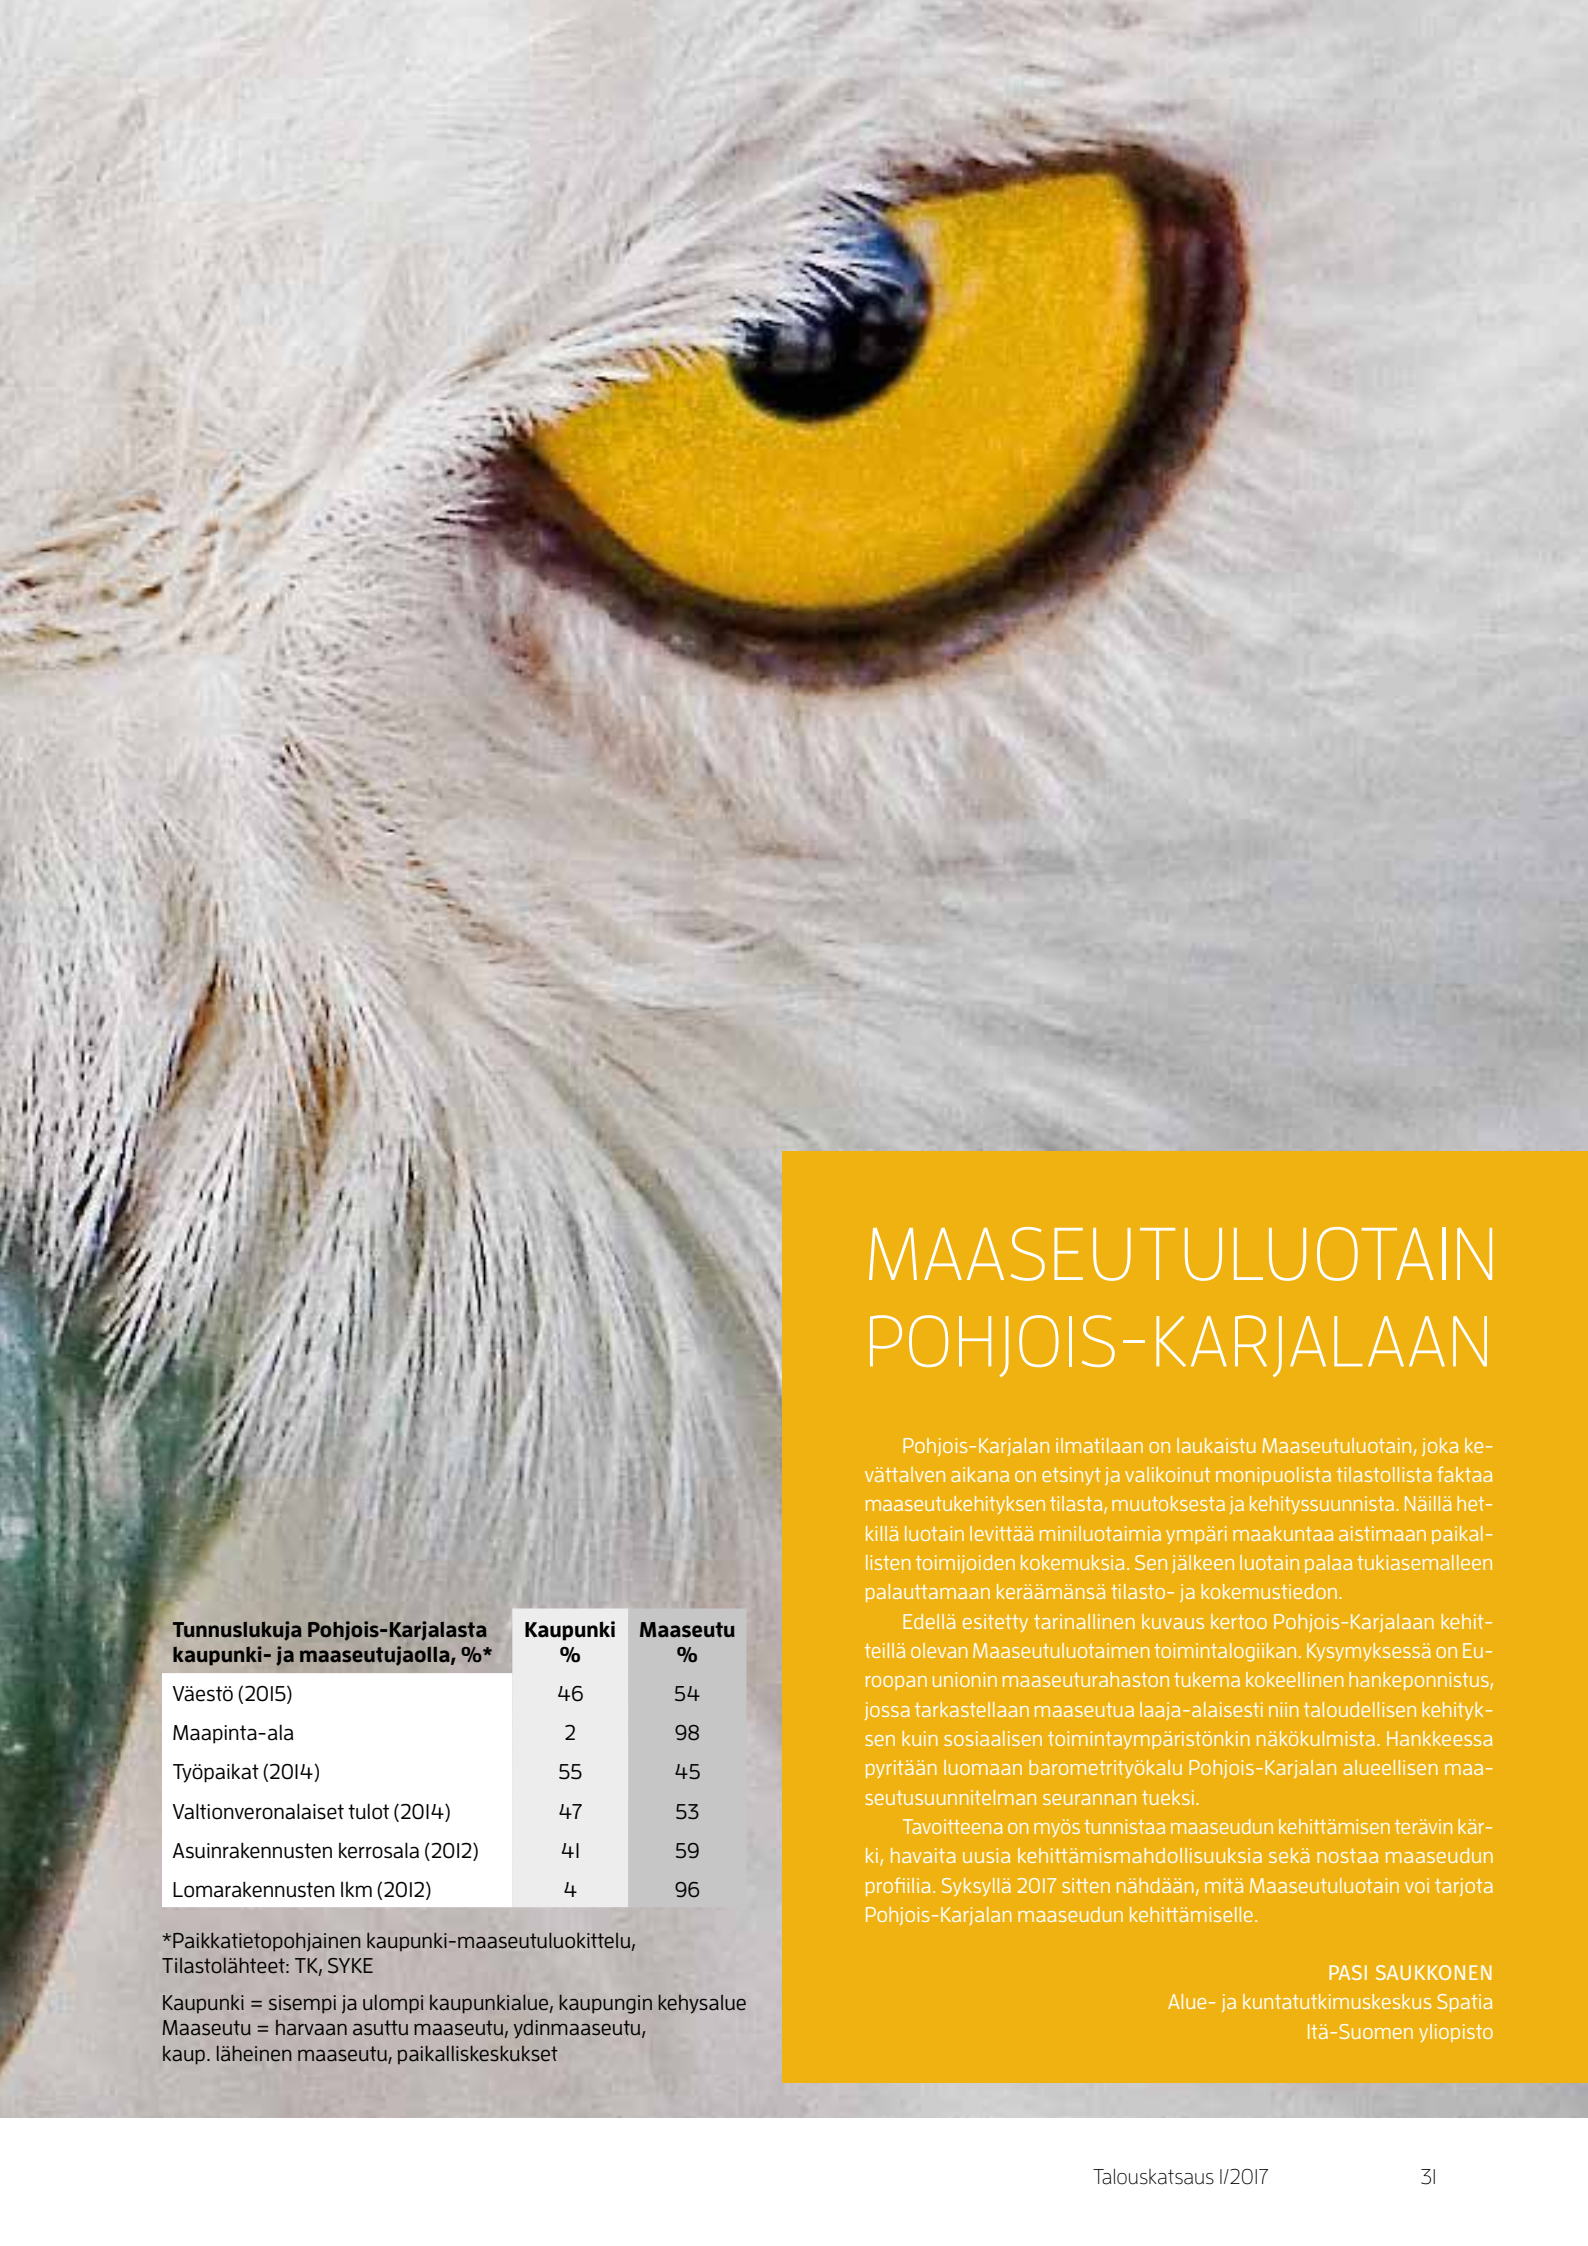 MAASEUTULUOTAIN
POHJOIS-KARJALAAN
Pohjois-Karjalan ilmatilaan on laukaistu Maaseutuluotain, joka ke-
vättalven aikana on etsinyt ja valikoinut monipuolista tilastollista faktaa
maaseutukehityksen tilasta, muutoksesta ja kehityssuunnista. Näillä het-
killä luotain levittää miniluotaimia ympäri maakuntaa aistimaan paikal-
listen toimijoiden kokemuksia. Sen jälkeen luotain palaa tukiasemalleen
palauttamaan keräämänsä tilasto- ja kokemustiedon.
Edellä esitetty tarinallinen kuvaus kertoo Pohjois-Karjalaan kehit-
teillä olevan Maaseutuluotaimen toimintalogiikan. Kysymyksessä on Eu-
roopan unionin maaseuturahaston tukema kokeellinen hankeponnistus,
jossa tarkastellaan maaseutua laaja-alaisesti niin taloudellisen kehityk-
sen kuin sosiaalisen toimintaympäristönkin näkökulmista. Hankkeessa
pyritään luomaan barometrityökalu Pohjois-Karjalan alueellisen maa-
seutusuunnitelman seurannan tueksi.
Tavoitteena on myös tunnistaa maaseudun kehittämisen terävin kär-
ki, havaita uusia kehittämismahdollisuuksia sekä nostaa maaseudun
profiilia. Syksyllä 2017 sitten nähdään, mitä Maaseutuluotain voi tarjota
Pohjois-Karjalan maaseudun kehittämiselle.
PASI SAUKKONEN
Alue- ja kuntatutkimuskeskus Spatia
Itä-Suomen yliopisto
Tunnuslukuja Pohjois-Karjalasta Kaupunki Maaseutu
kaupunki- ja maaseutujaolla, %* % %
Väestö (2015) 46 54
Maapinta-ala 2 98
Työpaikat (2014) 55 45
Valtionveronalaiset tulot (2014) 47 53
Asuinrakennusten kerrosala (2012) 41 59
Lomarakennusten lkm (2012) 4 96
*Paikkatietopohjainen kaupunki-maaseutuluokittelu,
Tilastolähteet: TK, SYKE
Kaupunki = sisempi ja ulompi kaupunkialue, kaupungin kehysalue
Maaseutu = harvaan asuttu maaseutu, ydinmaaseutu,
kaup. läheinen maaseutu, paikalliskeskukset
Talouskatsaus 1/2017 31